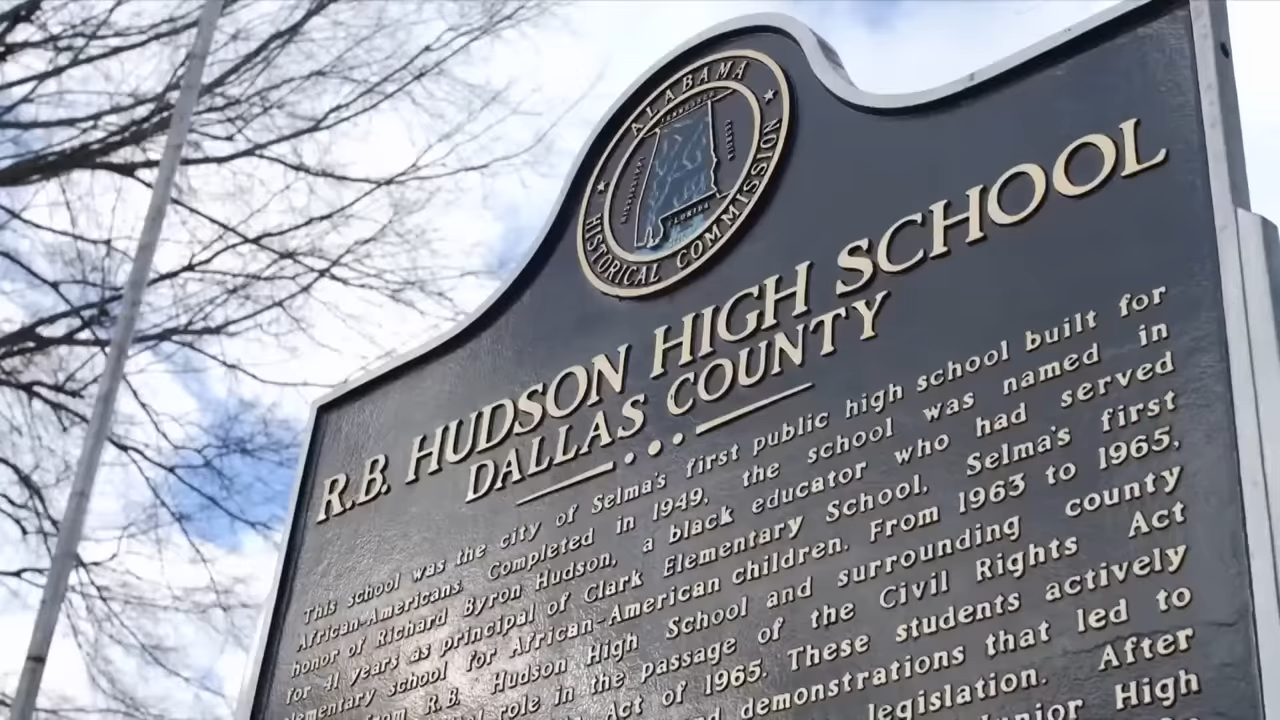 ALABAMA
HISTORICAL COMMISSION
FLORIDA
R.B. HUDSON HIGH SCHOOL
DALLAS COUNTY
This school was the city of Selma's first public high school built for
African-Americans. Completed in 1949, the school was named in
honor of Richard Byron Hudson, a black educator who had served
for 41 years as principal of Clark Elementary School, Selma's first
lementary school for African-American children. From 1963 to 1965,
from R.B. Hudson High School and surrounding county
role in the passage of the Civil Rights Act
Act of 1965. These students actively
demonstrations that led to
legislation. After
unior High